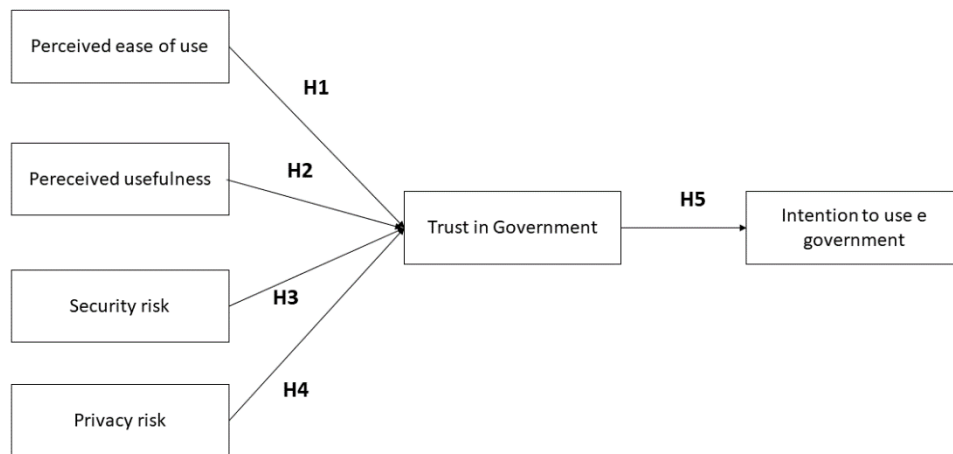 Perceived ease of use
H1
Pereceived usefulness
H2
Trust in Government
H5
Intention to use e
government
Security risk
H3
Privacy risk
H4